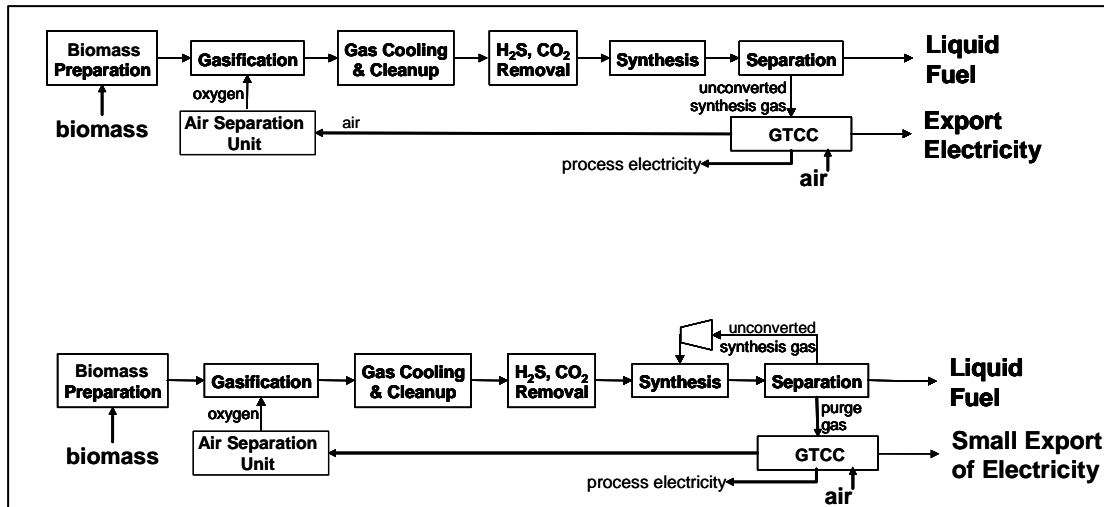 Biomass
Preparation
Gasification
Gas Cooling
& Cleanup
H2S, CO2
Removal
Synthesis
Separation
Liquid
Fuel
oxygen
unconverted
synthesis gas
biomass
Air Separation
Unit
air
GTCC
Export
Electricity
process electricity
air
unconverted
synthesis gas
Biomass
Preparation
Gasification
Gas Cooling
& Cleanup
H2S, CO2
Removal
Synthesis
Separation
Liquid
Fuel
oxygen
purge
gas
biomass
Air Separation
Unit
GTCC
Small Export
of Electricity
process electricity
air